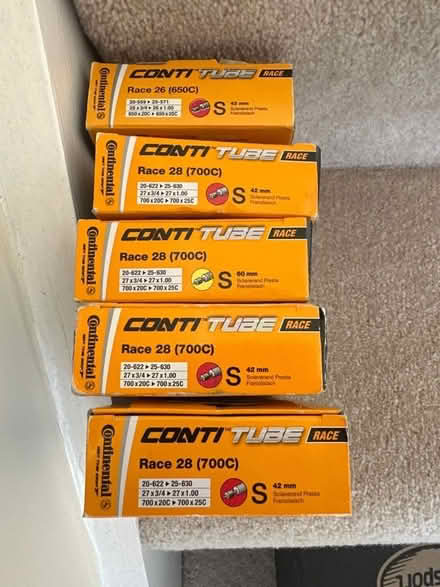 Continental
CONTI TUBE RACE
Race 26 (650C)
20-559 ▸ 25-571
26 x 3/4 ▸ 26 x 1.00
650 x 20C ▸ 650 x 25C
S
42 mm
Sclaverand Presta
Französisch
Continental
CONTI TUBE RACE
Race 28 (700C)
20-622 ▸ 25-630
27 x 3/4 ▸ 27 x 1.00
700 x 20C ▸ 700 x 25C
S
42 mm
Sclaverand Presta
Französisch
Continental
CONTI TUBE RACE
Race 28 (700C)
20-622 ▸ 25-630
27 x 3/4 ▸ 27 x 1.00
700 x 20C ▸ 700 x 25C
S
60 mm
Sclaverand Presta
Französisch
Continental
CONTI TUBE RACE
Race 28 (700C)
20-622 ▸ 25-630
27 x 3/4 ▸ 27 x 1.00
700 x 20C ▸ 700 x 25C
S
42 mm
Sclaverand Presta
Französisch
Continental
CONTI TUBE RACE
Race 28 (700C)
20-622 ▸ 25-630
27 x 3/4 ▸ 27 x 1.00
700 x 20C ▸ 700 x 25C
S
42 mm
Sclaverand Presta
Französisch